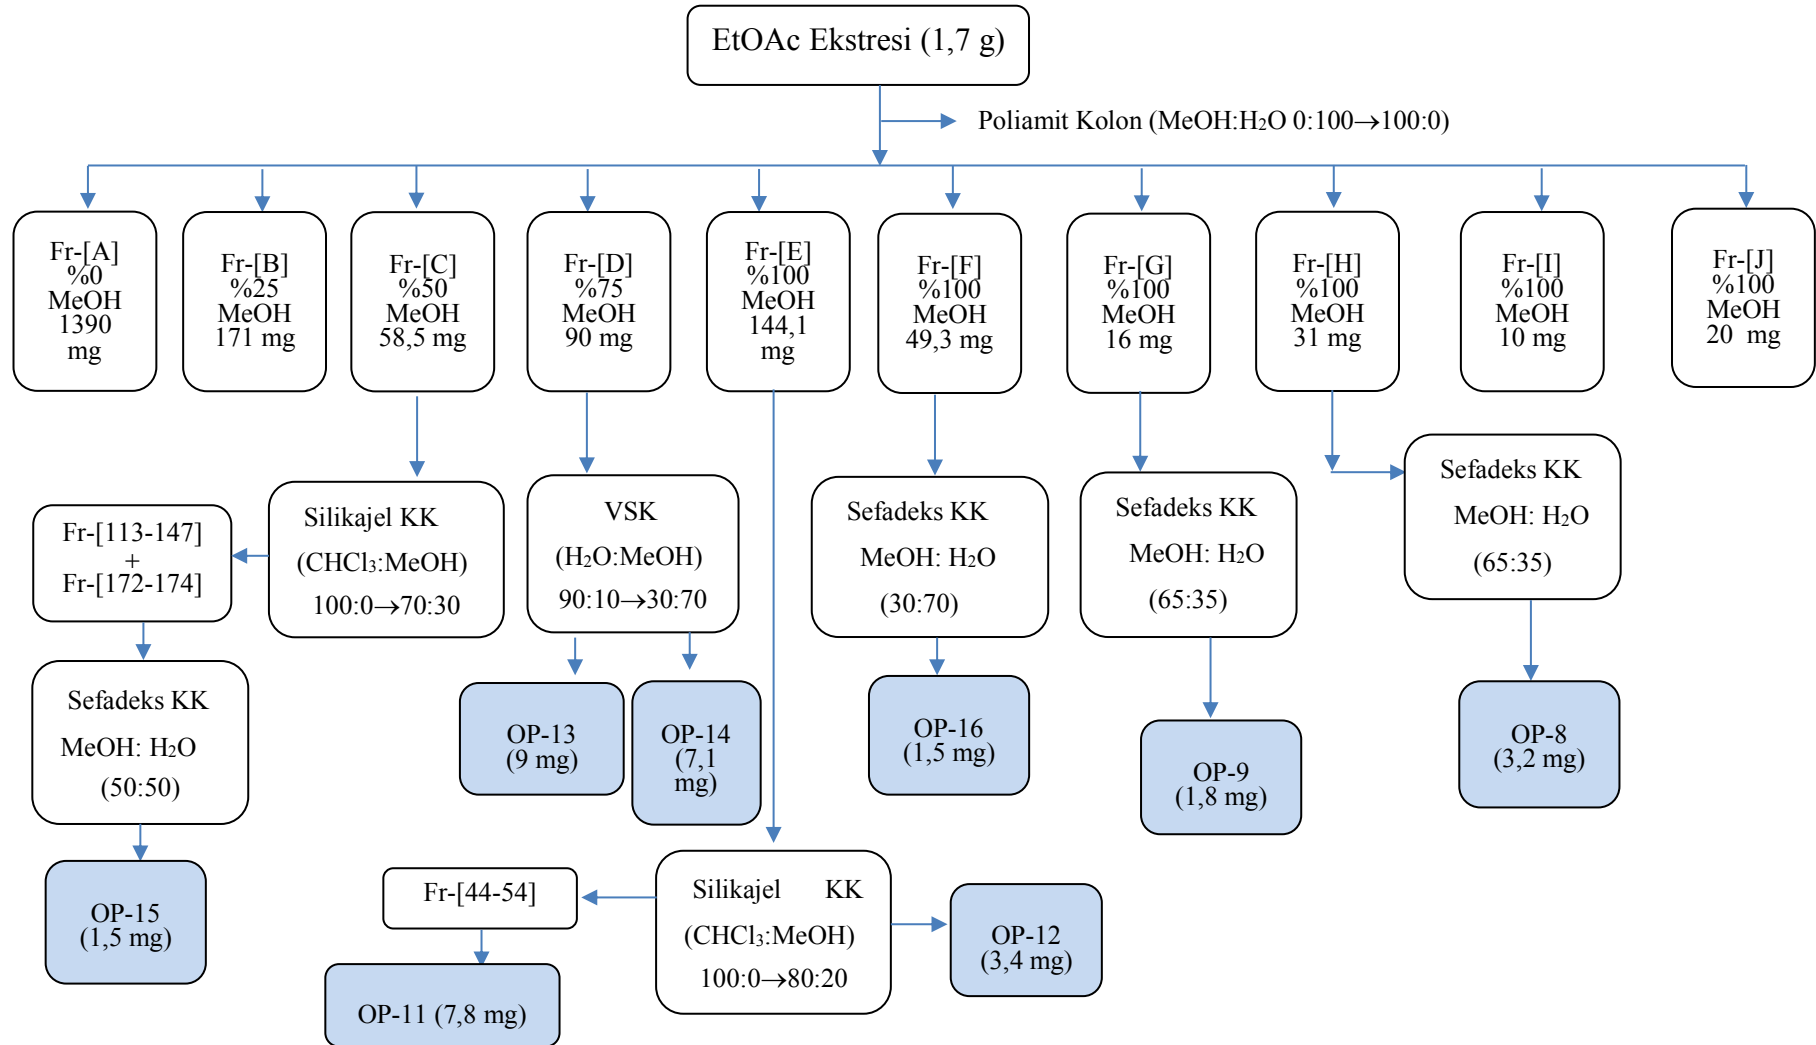 EtOAc Ekstresi (1,7 g)
Poliamit Kolon (MeOH:H₂O 0:100→100:0)
Fr-[A]
%0
MeOH
1390
mg
Fr-[B]
%25
MeOH
171 mg
Fr-[C]
%50
MeOH
58,5 mg
Fr-[D]
%75
MeOH
90 mg
Fr-[E]
%100
MeOH
144,1
mg
Fr-[F]
%100
MeOH
49,3 mg
Fr-[G]
%100
MeOH
16 mg
Fr-[H]
%100
MeOH
31 mg
Fr-[I]
%100
MeOH
10 mg
Fr-[J]
%100
MeOH
20 mg
Fr-[113-147]
+
Fr-[172-174]
Silikajel KK
(CHCl₃:MeOH)
100:0→70:30
VSK
(H₂O:MeOH)
90:10→30:70
Sefadeks KK
MeOH: H₂O
(30:70)
Sefadeks KK
MeOH: H₂O
(65:35)
Sefadeks KK
MeOH: H₂O
(65:35)
Sefadeks KK
MeOH: H₂O
(50:50)
OP-13
(9 mg)
OP-14
(7,1
mg)
OP-16
(1,5 mg)
OP-9
(1,8 mg)
OP-8
(3,2 mg)
OP-15
(1,5 mg)
Fr-[44-54]
Silikajel KK
(CHCl₃:MeOH)
100:0→80:20
OP-12
(3,4 mg)
OP-11 (7,8 mg)